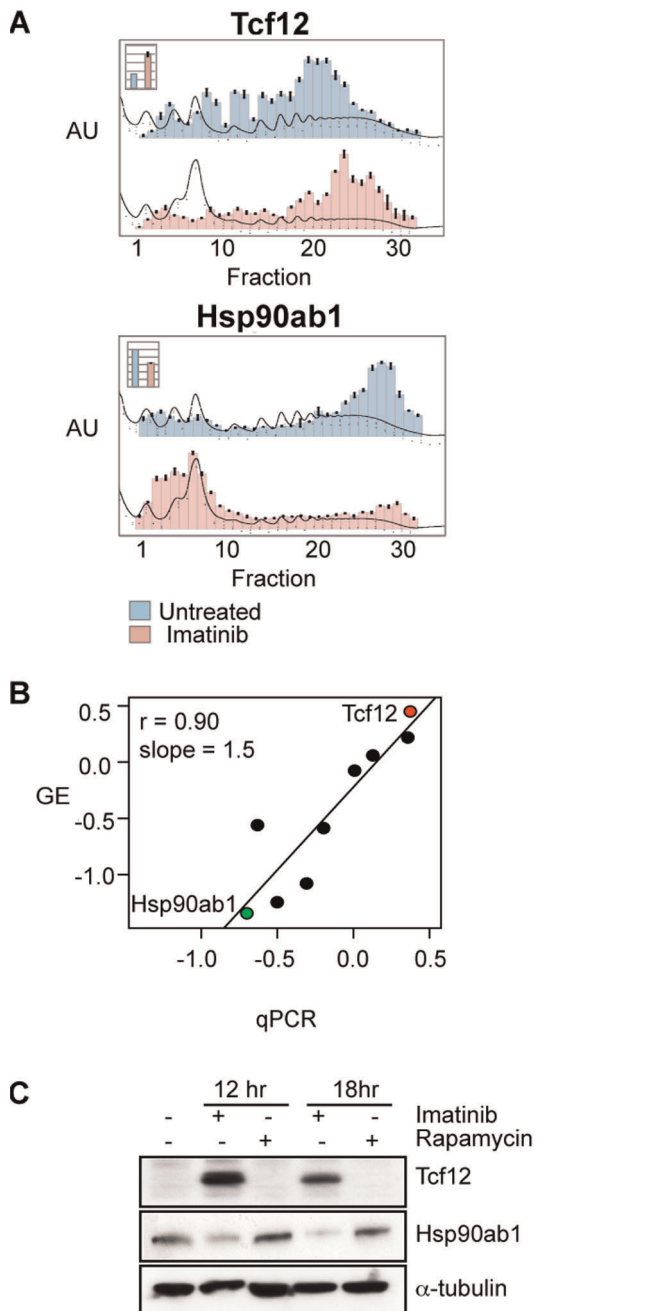 A
Tcf12
AU
1 10 20 30
Fraction
Hsp90ab1
AU
1 10 20 30
Fraction
Untreated
Imatinib
B
0.5
r = 0.90
Tcf12
slope = 1.5
0.0
GE
-0.5
-1.0
Hsp90ab1
-1.0 -0.5 0.0 0.5
qPCR
C
12 hr 18hr
- + - + - Imatinib
- - + - + Rapamycin
Tcf12
Hsp90ab1
α-tubulin